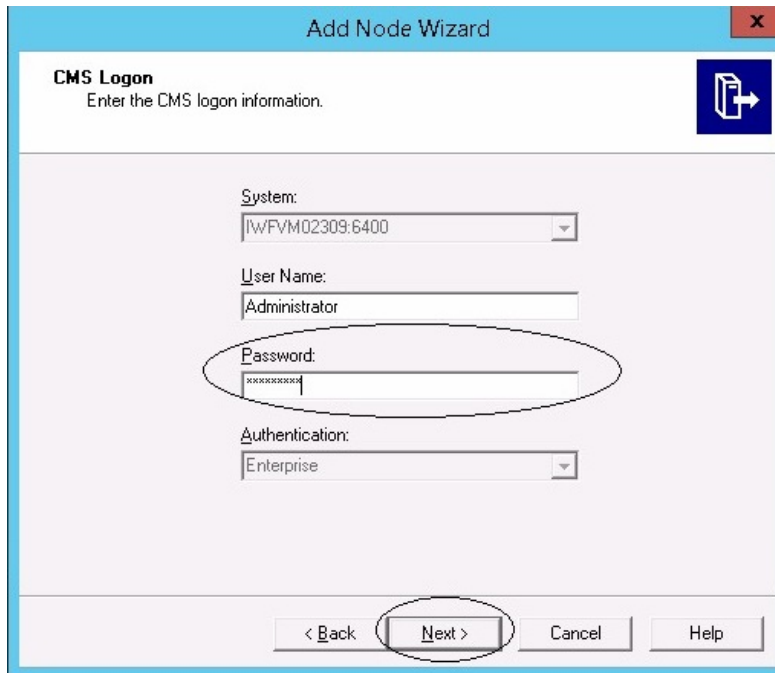 Add Node Wizard
x
CMS Logon
Enter the CMS logon information.
System:
IWFVM02309:6400
User Name:
Administrator
Password:
*********
Authentication:
Enterprise
< Back
Next >
Cancel
Help